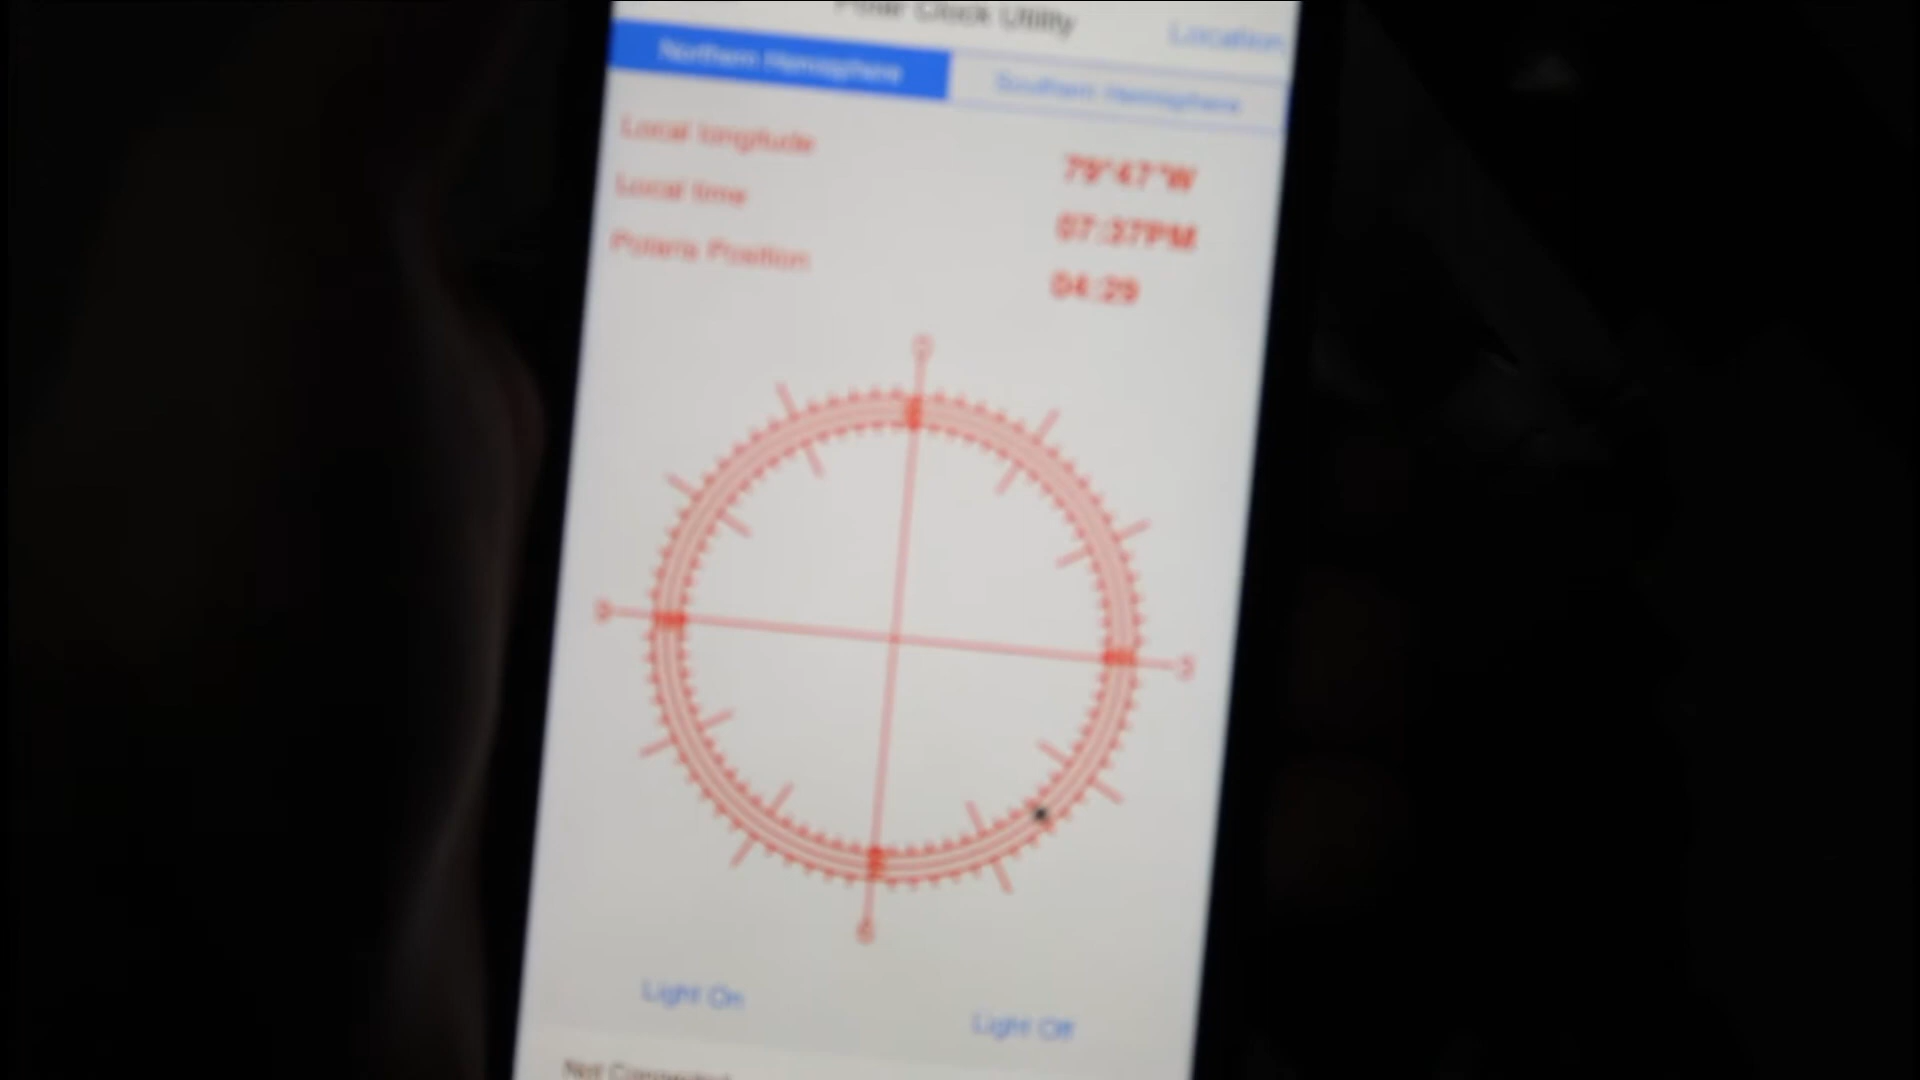 Polar Clock Utility
Location
Northern Hemisphere Southern Hemisphere
Local longitude 79°47'W
Local time 07:37PM
Polaris Position 04:29
0
9 3
6
Light On Light Off
Not Connected